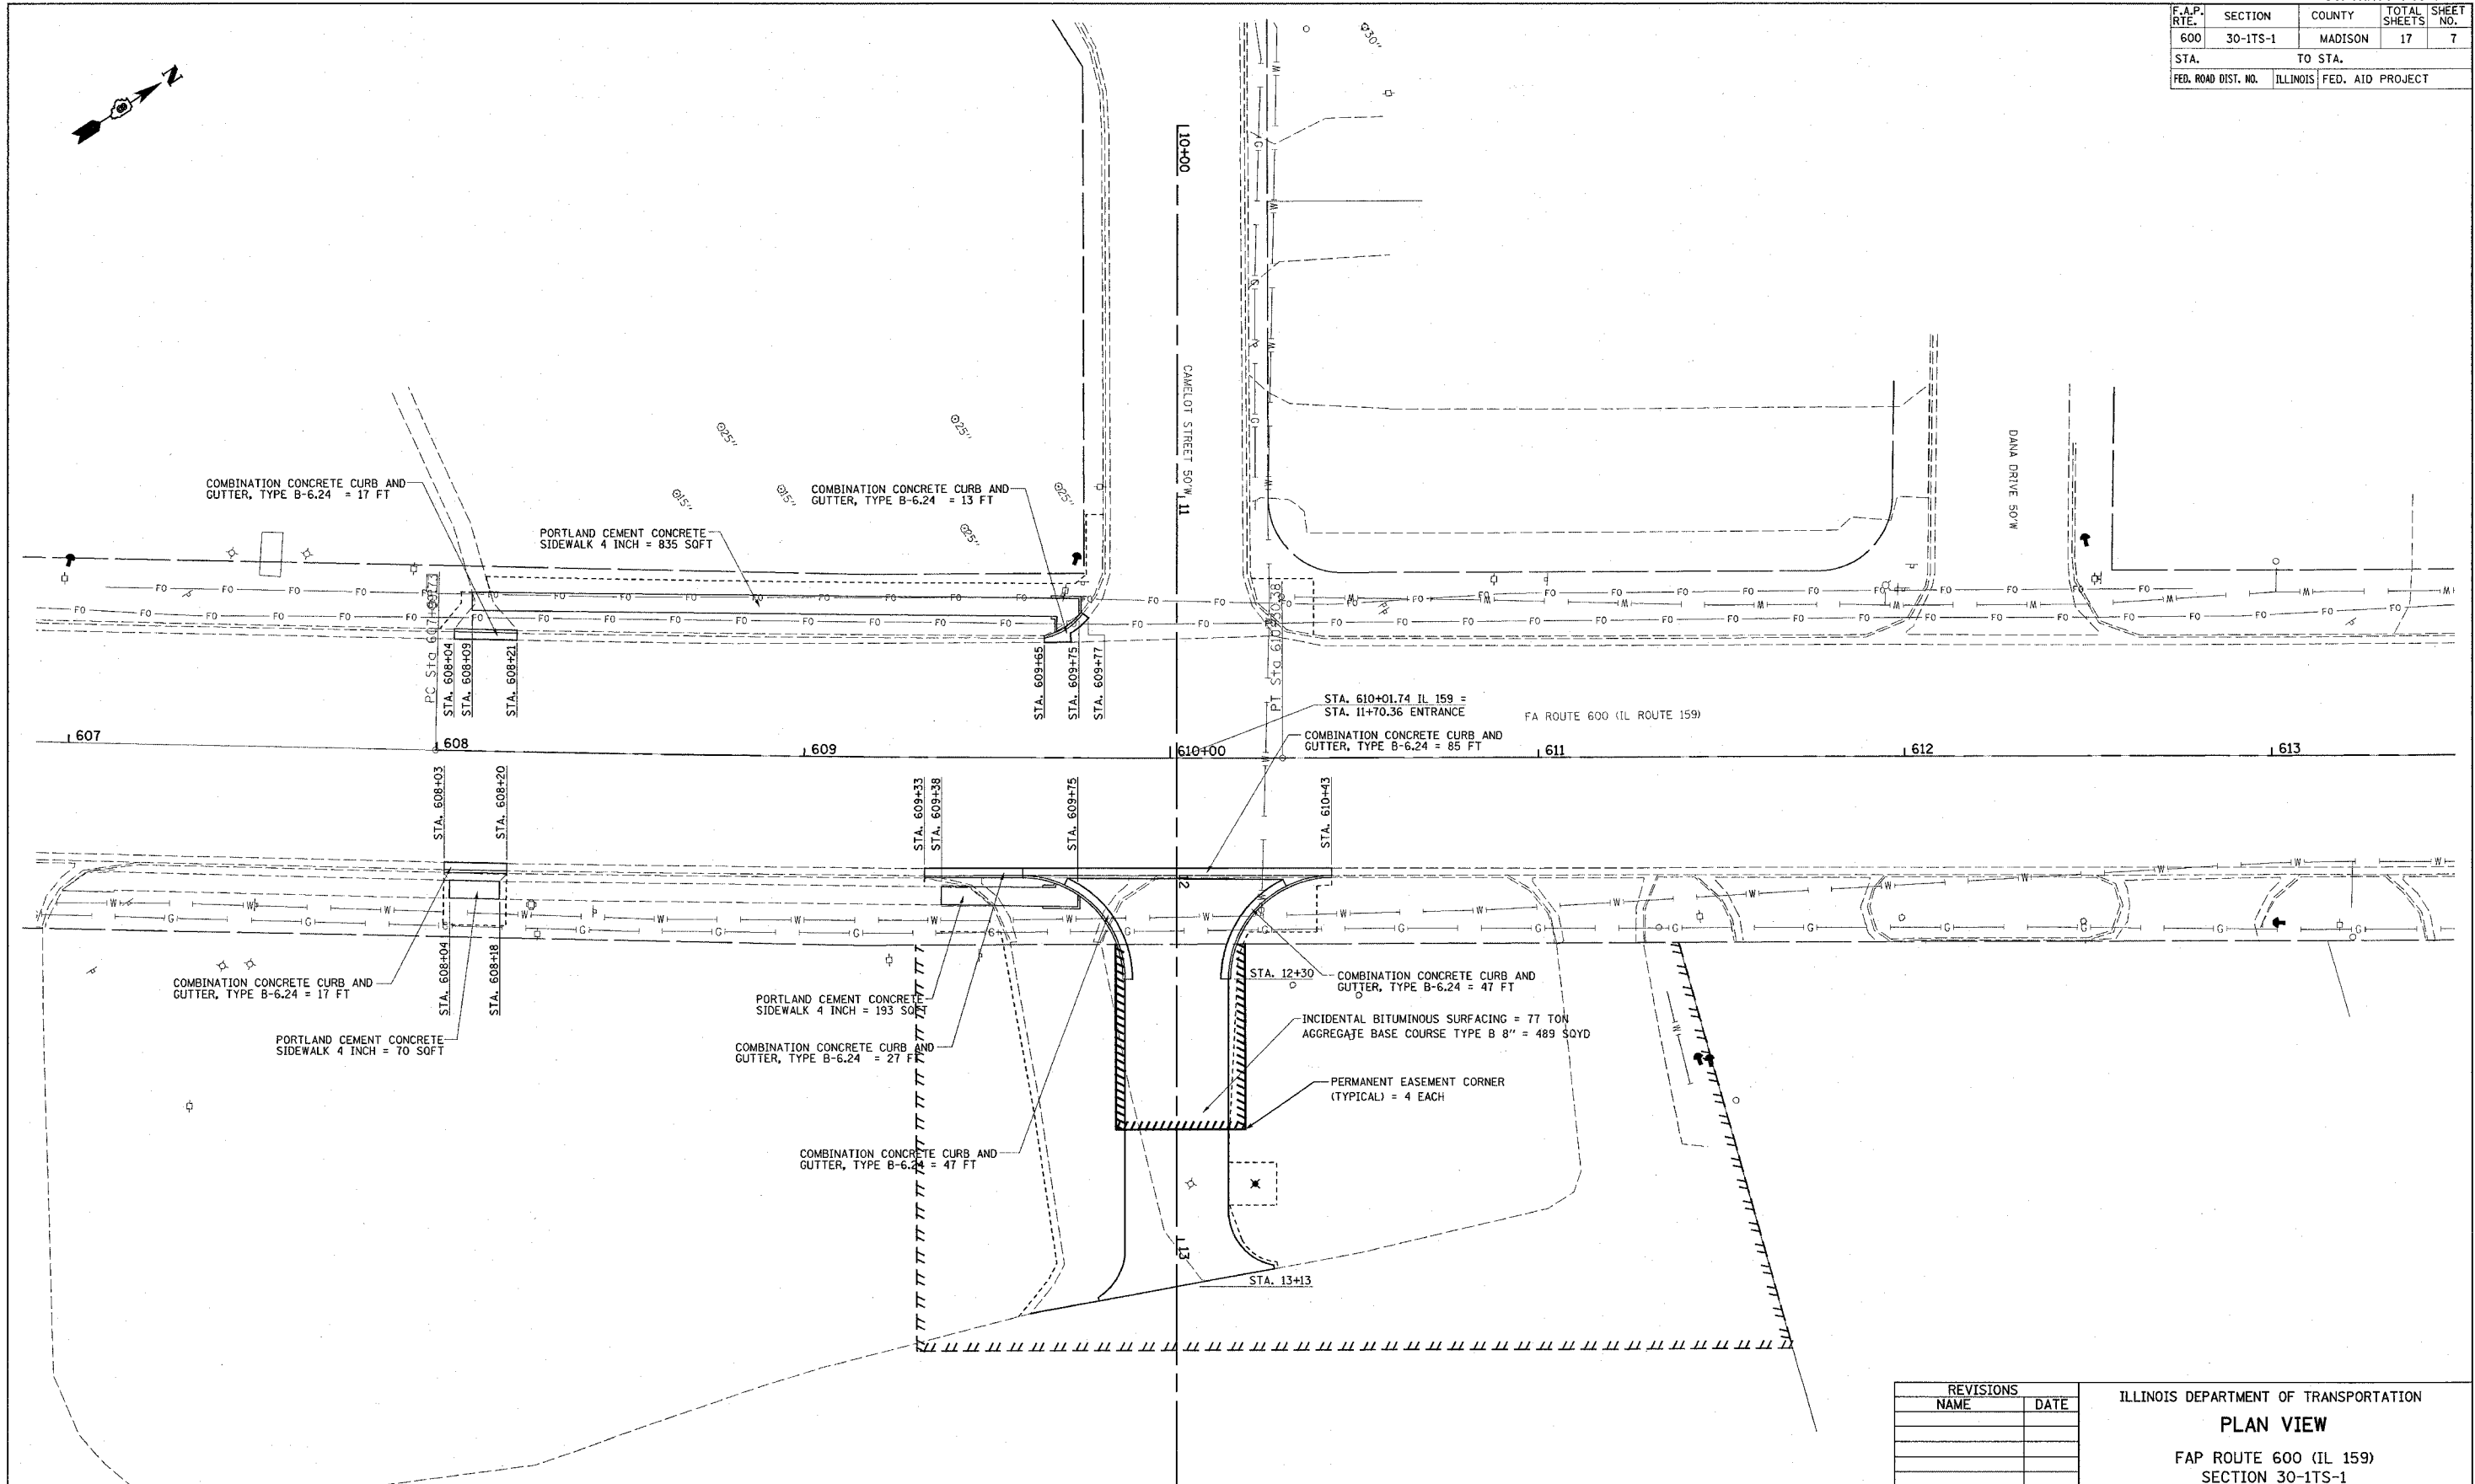 F.A.P. RTE. SECTION COUNTY TOTAL SHEETS SHEET NO.
600 30-1TS-1 MADISON 17 7
STA. TO STA.
FED. ROAD DIST. NO. ILLINOIS FED. AID PROJECT
N
10+00
CAMELOT STREET 50'W
11
DANA DRIVE 50'W
Ø30"
Ø25"
Ø25"
Ø15"
Ø15"
Ø25"
Ø25"
COMBINATION CONCRETE CURB AND
GUTTER, TYPE B-6.24 = 17 FT
PORTLAND CEMENT CONCRETE
SIDEWALK 4 INCH = 835 SQFT
COMBINATION CONCRETE CURB AND
GUTTER, TYPE B-6.24 = 13 FT
PC Sta
STA. 608+04
STA. 608+09
STA. 608+21
STA. 609+65
STA. 609+75
STA. 609+77
PT Sta
STA. 610+01.74 IL 159 =
STA. 11+70.36 ENTRANCE
FA ROUTE 600 (IL ROUTE 159)
COMBINATION CONCRETE CURB AND
GUTTER, TYPE B-6.24 = 85 FT
607
608
609
610+00
611
612
613
STA. 608+03
STA. 608+20
STA. 609+33
STA. 609+38
STA. 609+75
STA. 610+43
12
STA. 608+04
STA. 608+18
COMBINATION CONCRETE CURB AND
GUTTER, TYPE B-6.24 = 17 FT
PORTLAND CEMENT CONCRETE
SIDEWALK 4 INCH = 70 SQFT
PORTLAND CEMENT CONCRETE
SIDEWALK 4 INCH = 193 SQFT
COMBINATION CONCRETE CURB AND
GUTTER, TYPE B-6.24 = 27 FT
COMBINATION CONCRETE CURB AND
GUTTER, TYPE B-6.24 = 47 FT
STA. 12+30
COMBINATION CONCRETE CURB AND
GUTTER, TYPE B-6.24 = 47 FT
INCIDENTAL BITUMINOUS SURFACING = 77 TON
AGGREGATE BASE COURSE TYPE B 8" = 489 SQYD
PERMANENT EASEMENT CORNER
(TYPICAL) = 4 EACH
13
STA. 13+13
REVISIONS
NAME DATE
ILLINOIS DEPARTMENT OF TRANSPORTATION
PLAN VIEW
FAP ROUTE 600 (IL 159)
SECTION 30-1TS-1